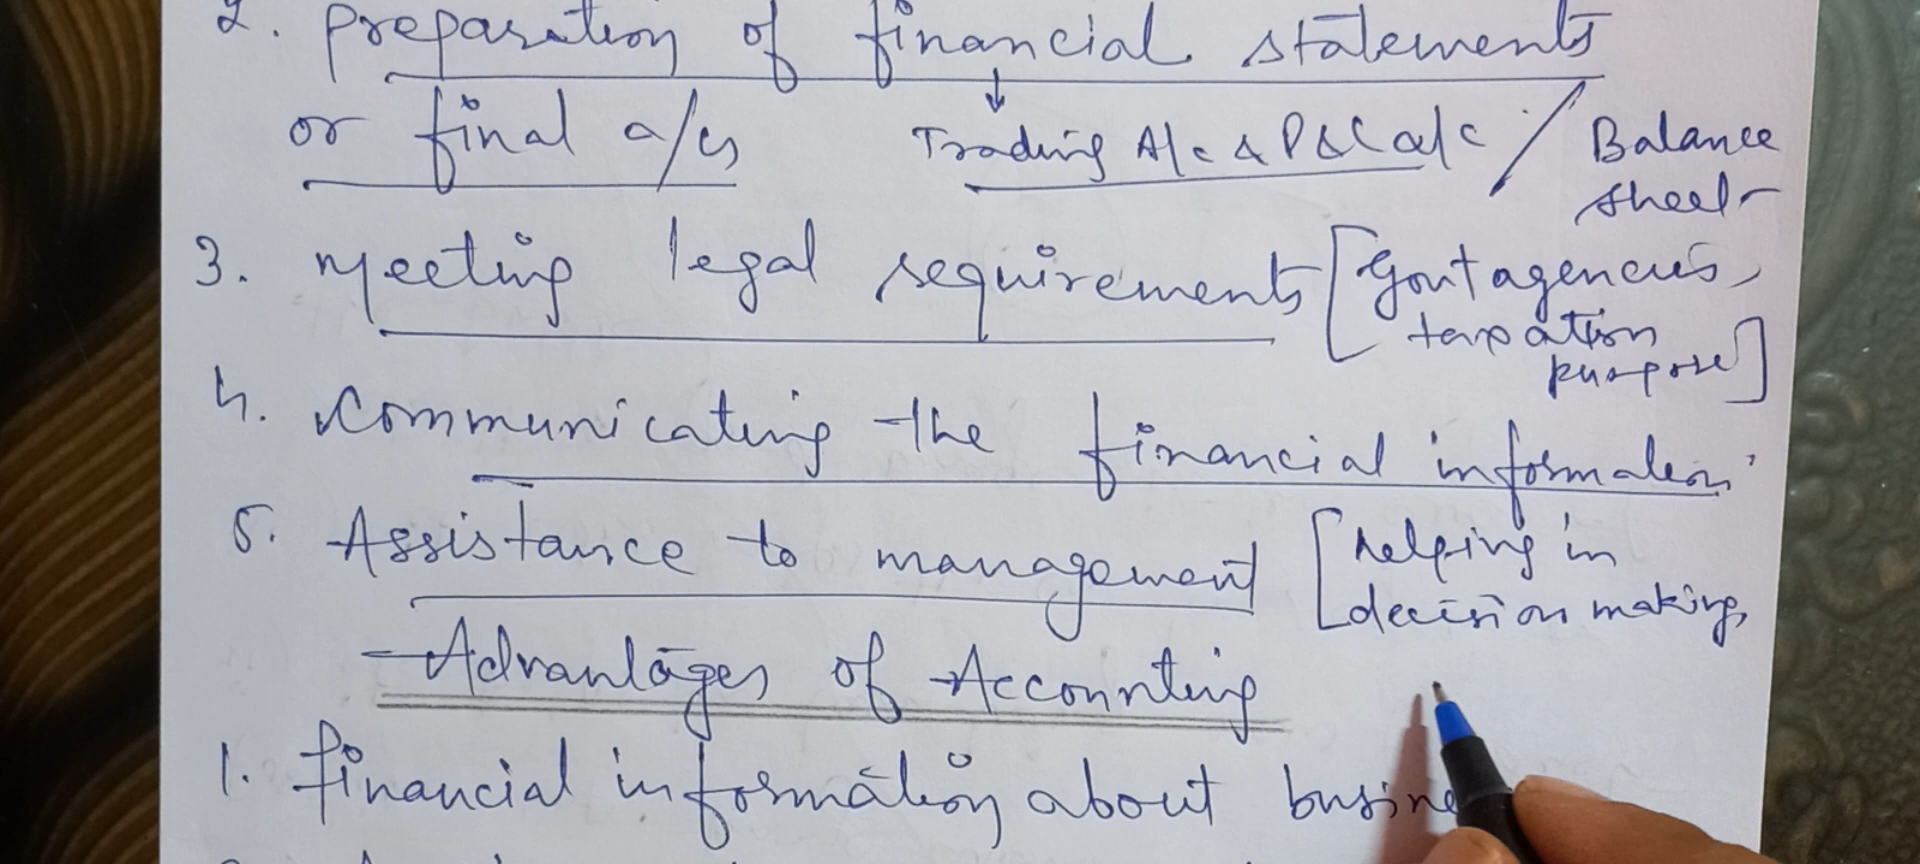 2. preparation of financial statements
or final a/cs Trading A/c & P&L a/c / Balance
sheet
3. Meeting legal requirements [Govt agencies,
taxation
purpose]
4. Communicating the financial information.
5. Assistance to management [helping in
decision making,
Advantages of Accounting
1. financial information about busine